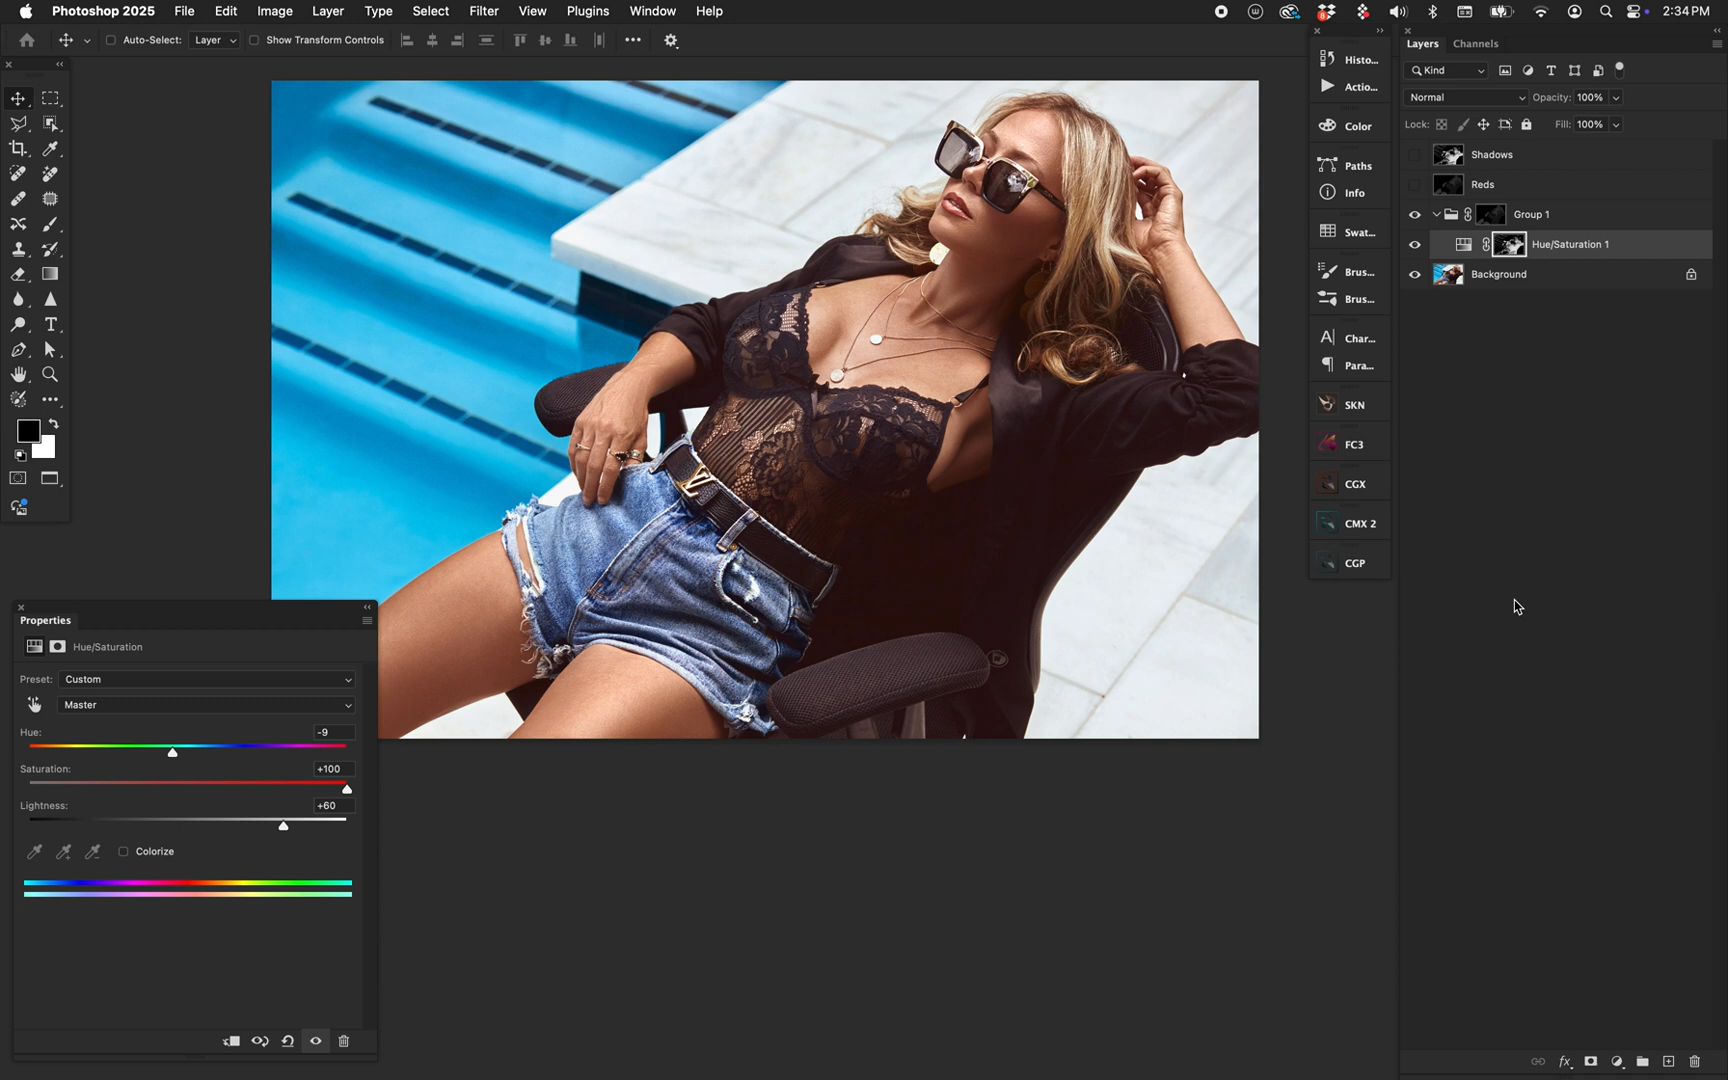 Photoshop 2025 File Edit Image Layer Type Select Filter View Plugins Window Help 8 2:34 PM
Auto-Select: Layer Show Transform Controls
Histo...
Actio...
Color
Paths
Info
Swat...
Brus...
Brus...
Char...
Para...
SKN
FC3
CGX
CMX 2
CGP
Layers Channels
Kind
Normal Opacity: 100%
Lock: Fill: 100%
Shadows
Reds
Group 1
Hue/Saturation 1
Background
Properties
Hue/Saturation
Preset: Custom
Master
Hue: -9
Saturation: +100
Lightness: +60
Colorize
fx